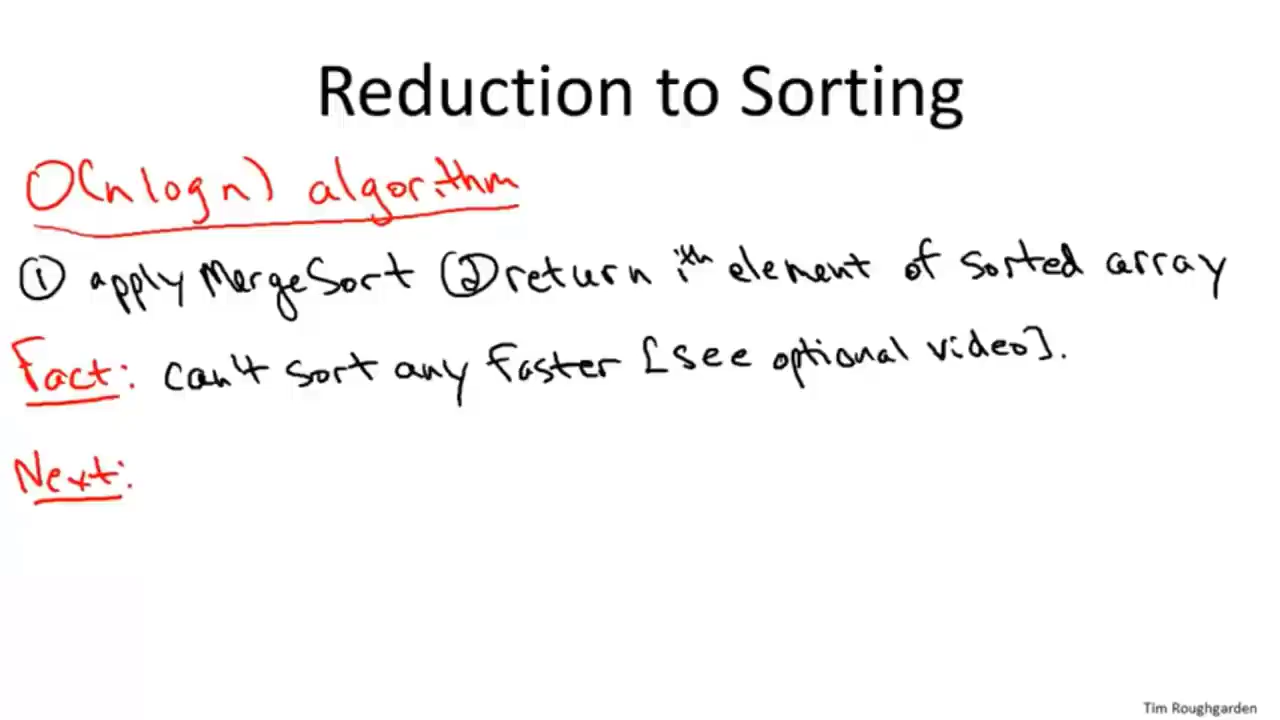 Reduction to Sorting
O(n log n) algorithm
① apply MergeSort ② return ith element of sorted array
Fact: can't sort any faster [see optional video].
Next:
Tim Roughgarden